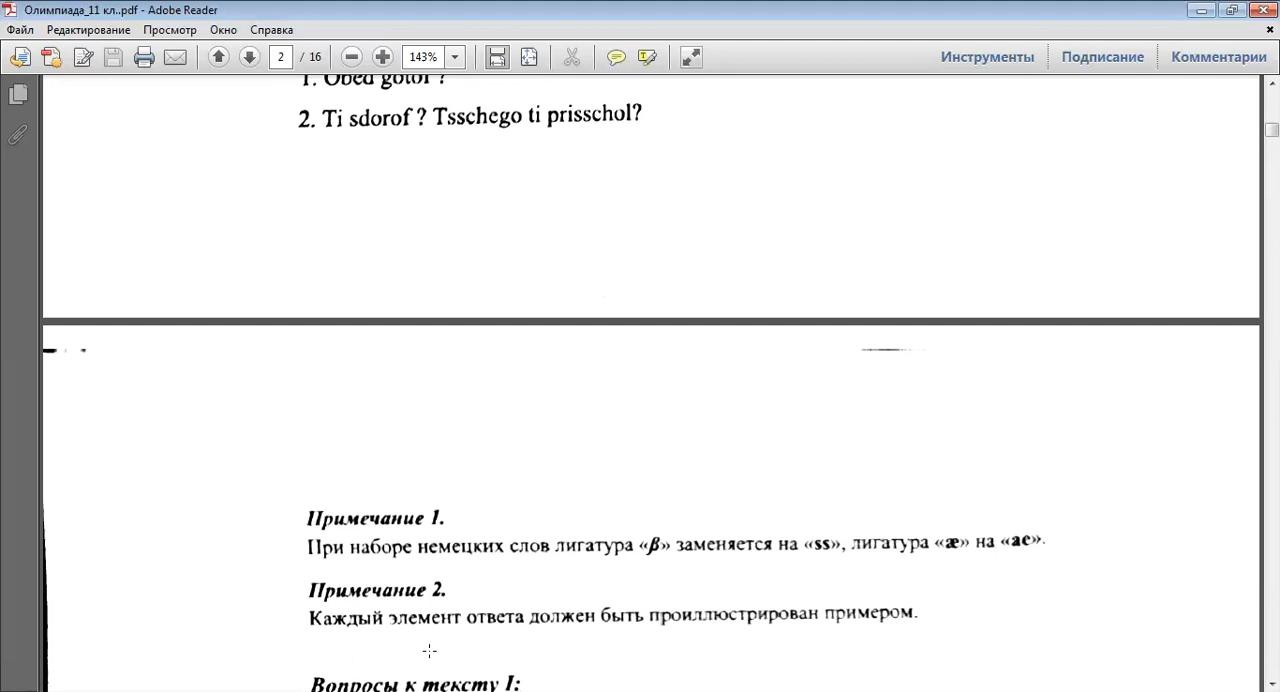 Олимпиада_11 кл..pdf - Adobe Reader
Файл Редактирование Просмотр Окно Справка
2 / 16 143% Инструменты Подписание Комментарии
1. Obed gotof ?
2. Ti sdorof ? Tsschego ti prisschol?
Примечание 1.
При наборе немецких слов лигатура «β» заменяется на «ss», лигатура «æ» на «ae».
Примечание 2.
Каждый элемент ответа должен быть проиллюстрирован примером.
Вопросы к тексту I: